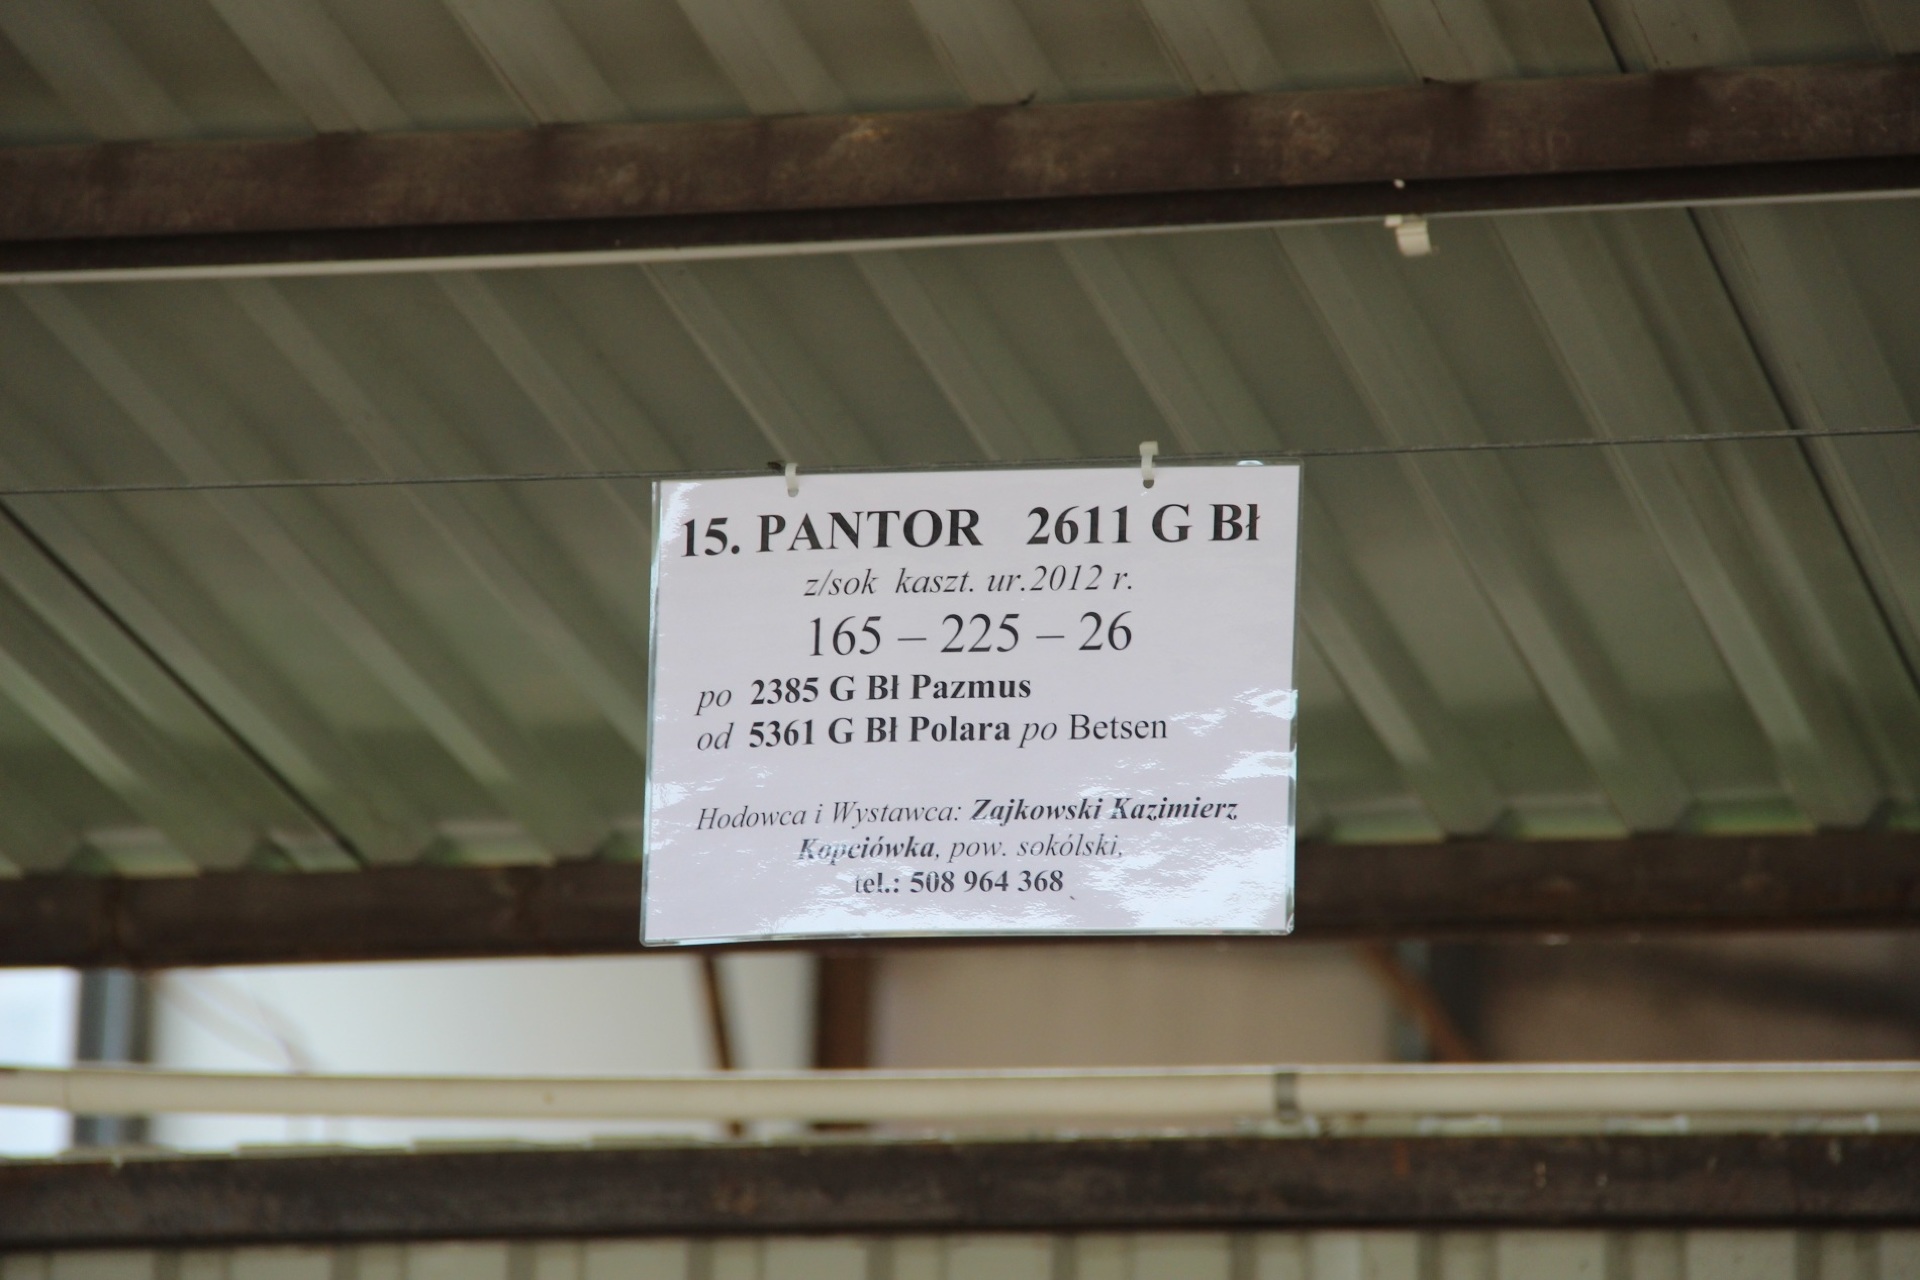 15. PANTOR 2611 G Bł
z/sok kaszt. ur.2012 r.
165 – 225 – 26
po 2385 G Bł Pazmus
od 5361 G Bł Polara po Betsen
Hodowca i Wystawca: Zajkowski Kazimierz
Kopciówka, pow. sokólski,
tel.: 508 964 368